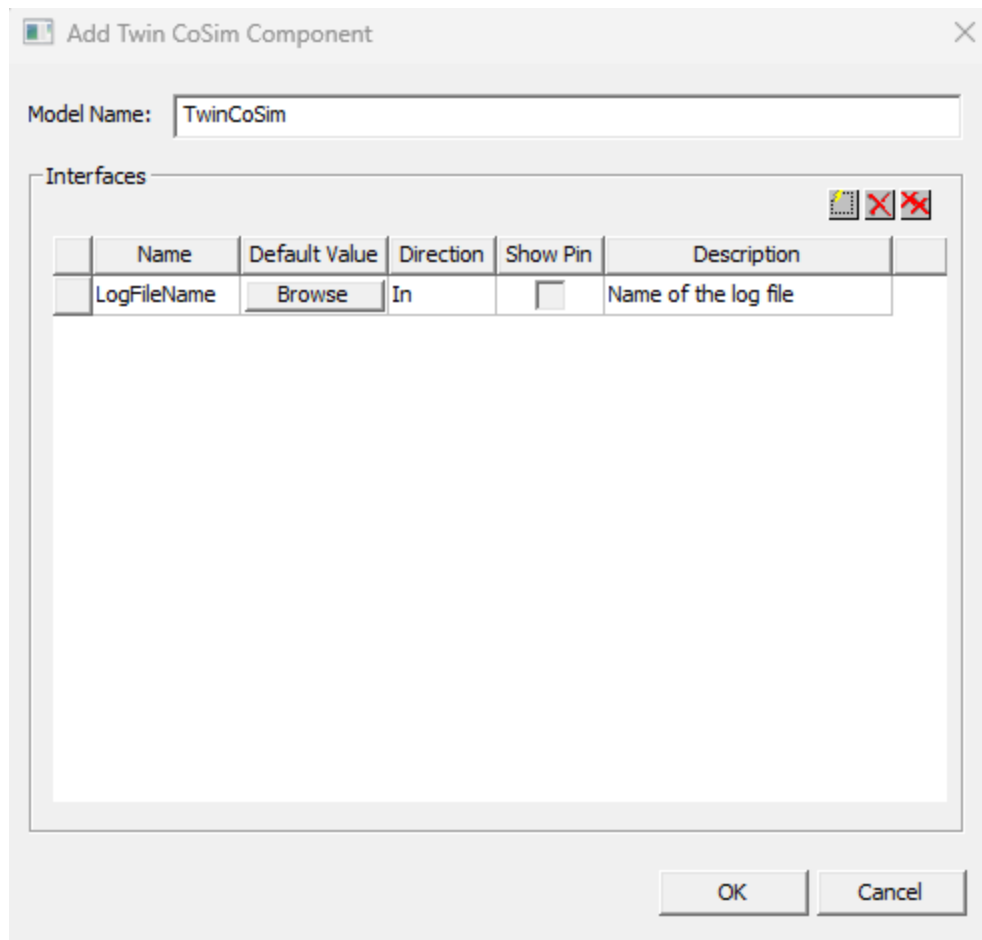 Add Twin CoSim Component
Model Name: TwinCoSim
Interfaces
Name Default Value Direction Show Pin Description
LogFileName Browse In Name of the log file
OK Cancel